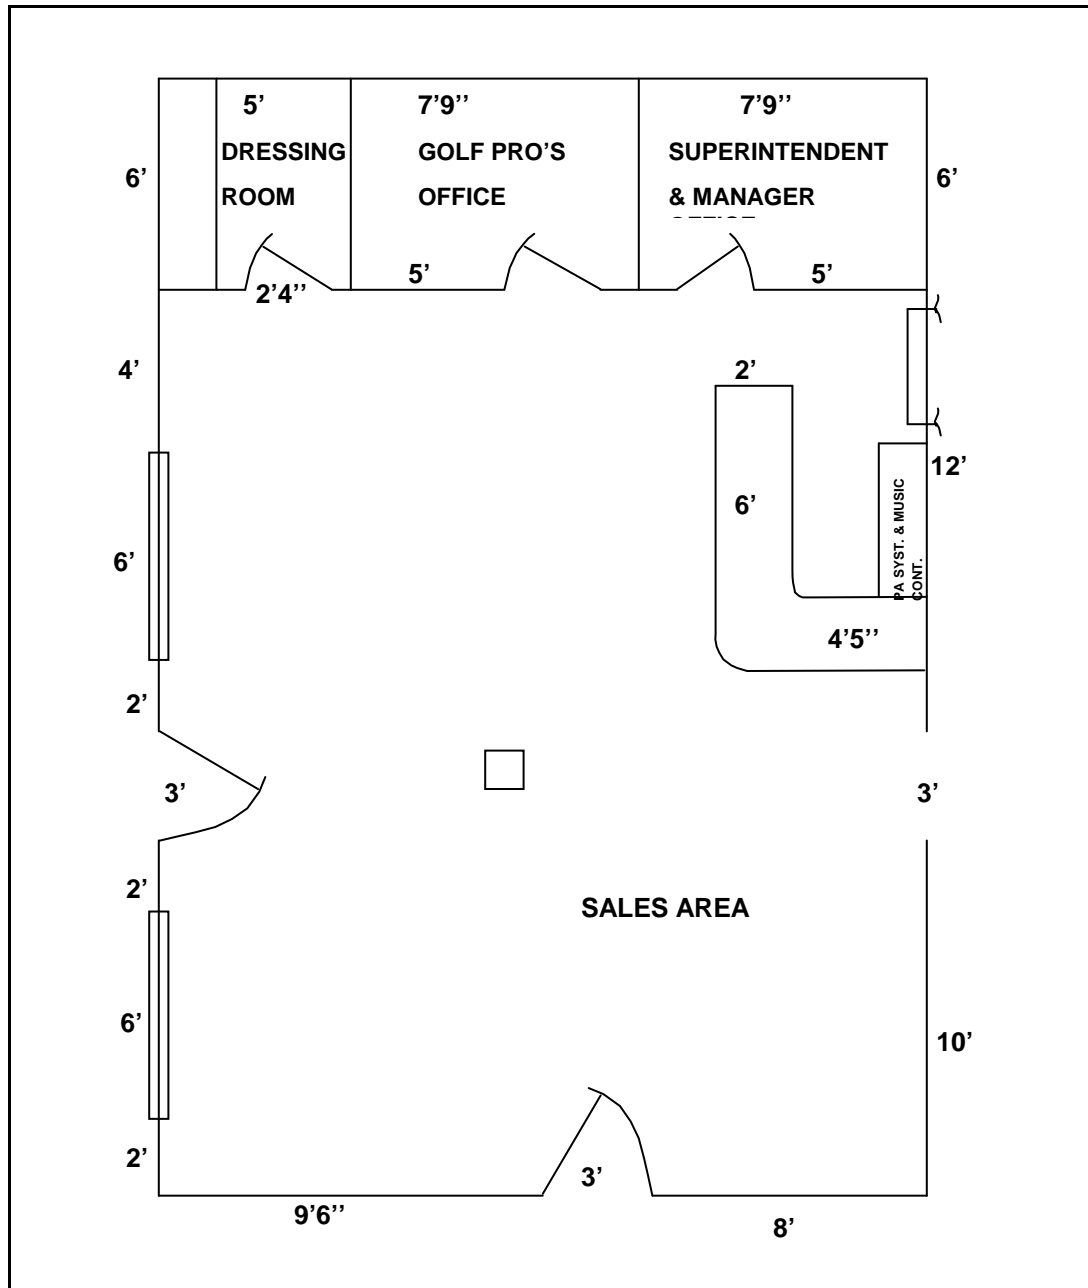 5’ 7’9’’ 7’9’’
DRESSING GOLF PRO’S SUPERINTENDENT
6’ 6’
ROOM OFFICE & MANAGER
5’ 5’
2’4’’
4’ 2’
12’
6’
PA SYST. & MUSIC
CONT.
6’
4’5’’
2’
3’ 3’
2’
SALES AREA
6’
10’
2’
3’
9’6’’
8’